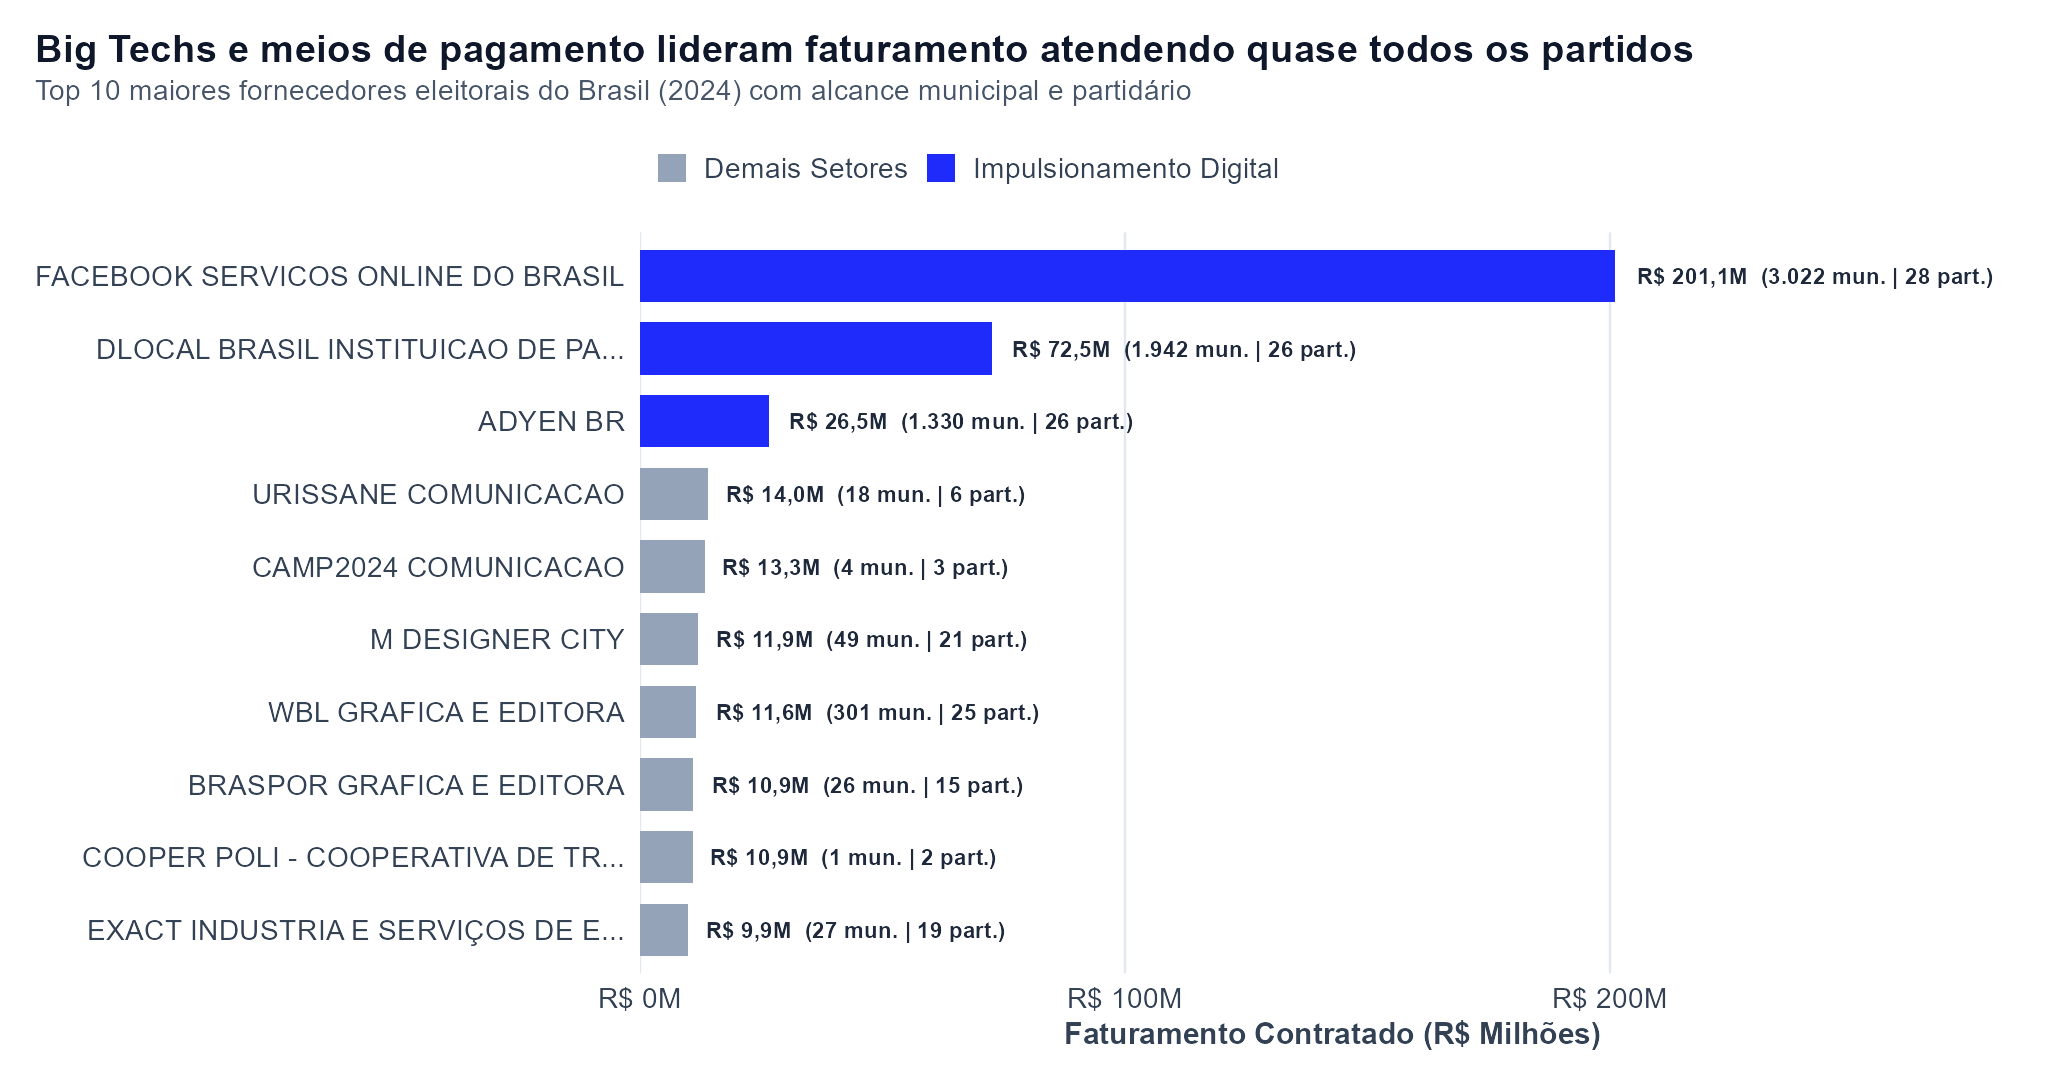 Big Techs e meios de pagamento lideram faturamento atendendo quase todos os partidos
Top 10 maiores fornecedores eleitorais do Brasil (2024) com alcance municipal e partidário
Demais Setores Impulsionamento Digital
FACEBOOK SERVICOS ONLINE DO BRASIL R$ 201,1M (3.022 mun. | 28 part.)
DLOCAL BRASIL INSTITUICAO DE PA... R$ 72,5M (1.942 mun. | 26 part.)
ADYEN BR R$ 26,5M (1.330 mun. | 26 part.)
URISSANE COMUNICACAO R$ 14,0M (18 mun. | 6 part.)
CAMP2024 COMUNICACAO R$ 13,3M (4 mun. | 3 part.)
M DESIGNER CITY R$ 11,9M (49 mun. | 21 part.)
WBL GRAFICA E EDITORA R$ 11,6M (301 mun. | 25 part.)
BRASPOR GRAFICA E EDITORA R$ 10,9M (26 mun. | 15 part.)
COOPER POLI - COOPERATIVA DE TR... R$ 10,9M (1 mun. | 2 part.)
EXACT INDUSTRIA E SERVIÇOS DE E... R$ 9,9M (27 mun. | 19 part.)
R$ 0M R$ 100M R$ 200M
Faturamento Contratado (R$ Milhões)